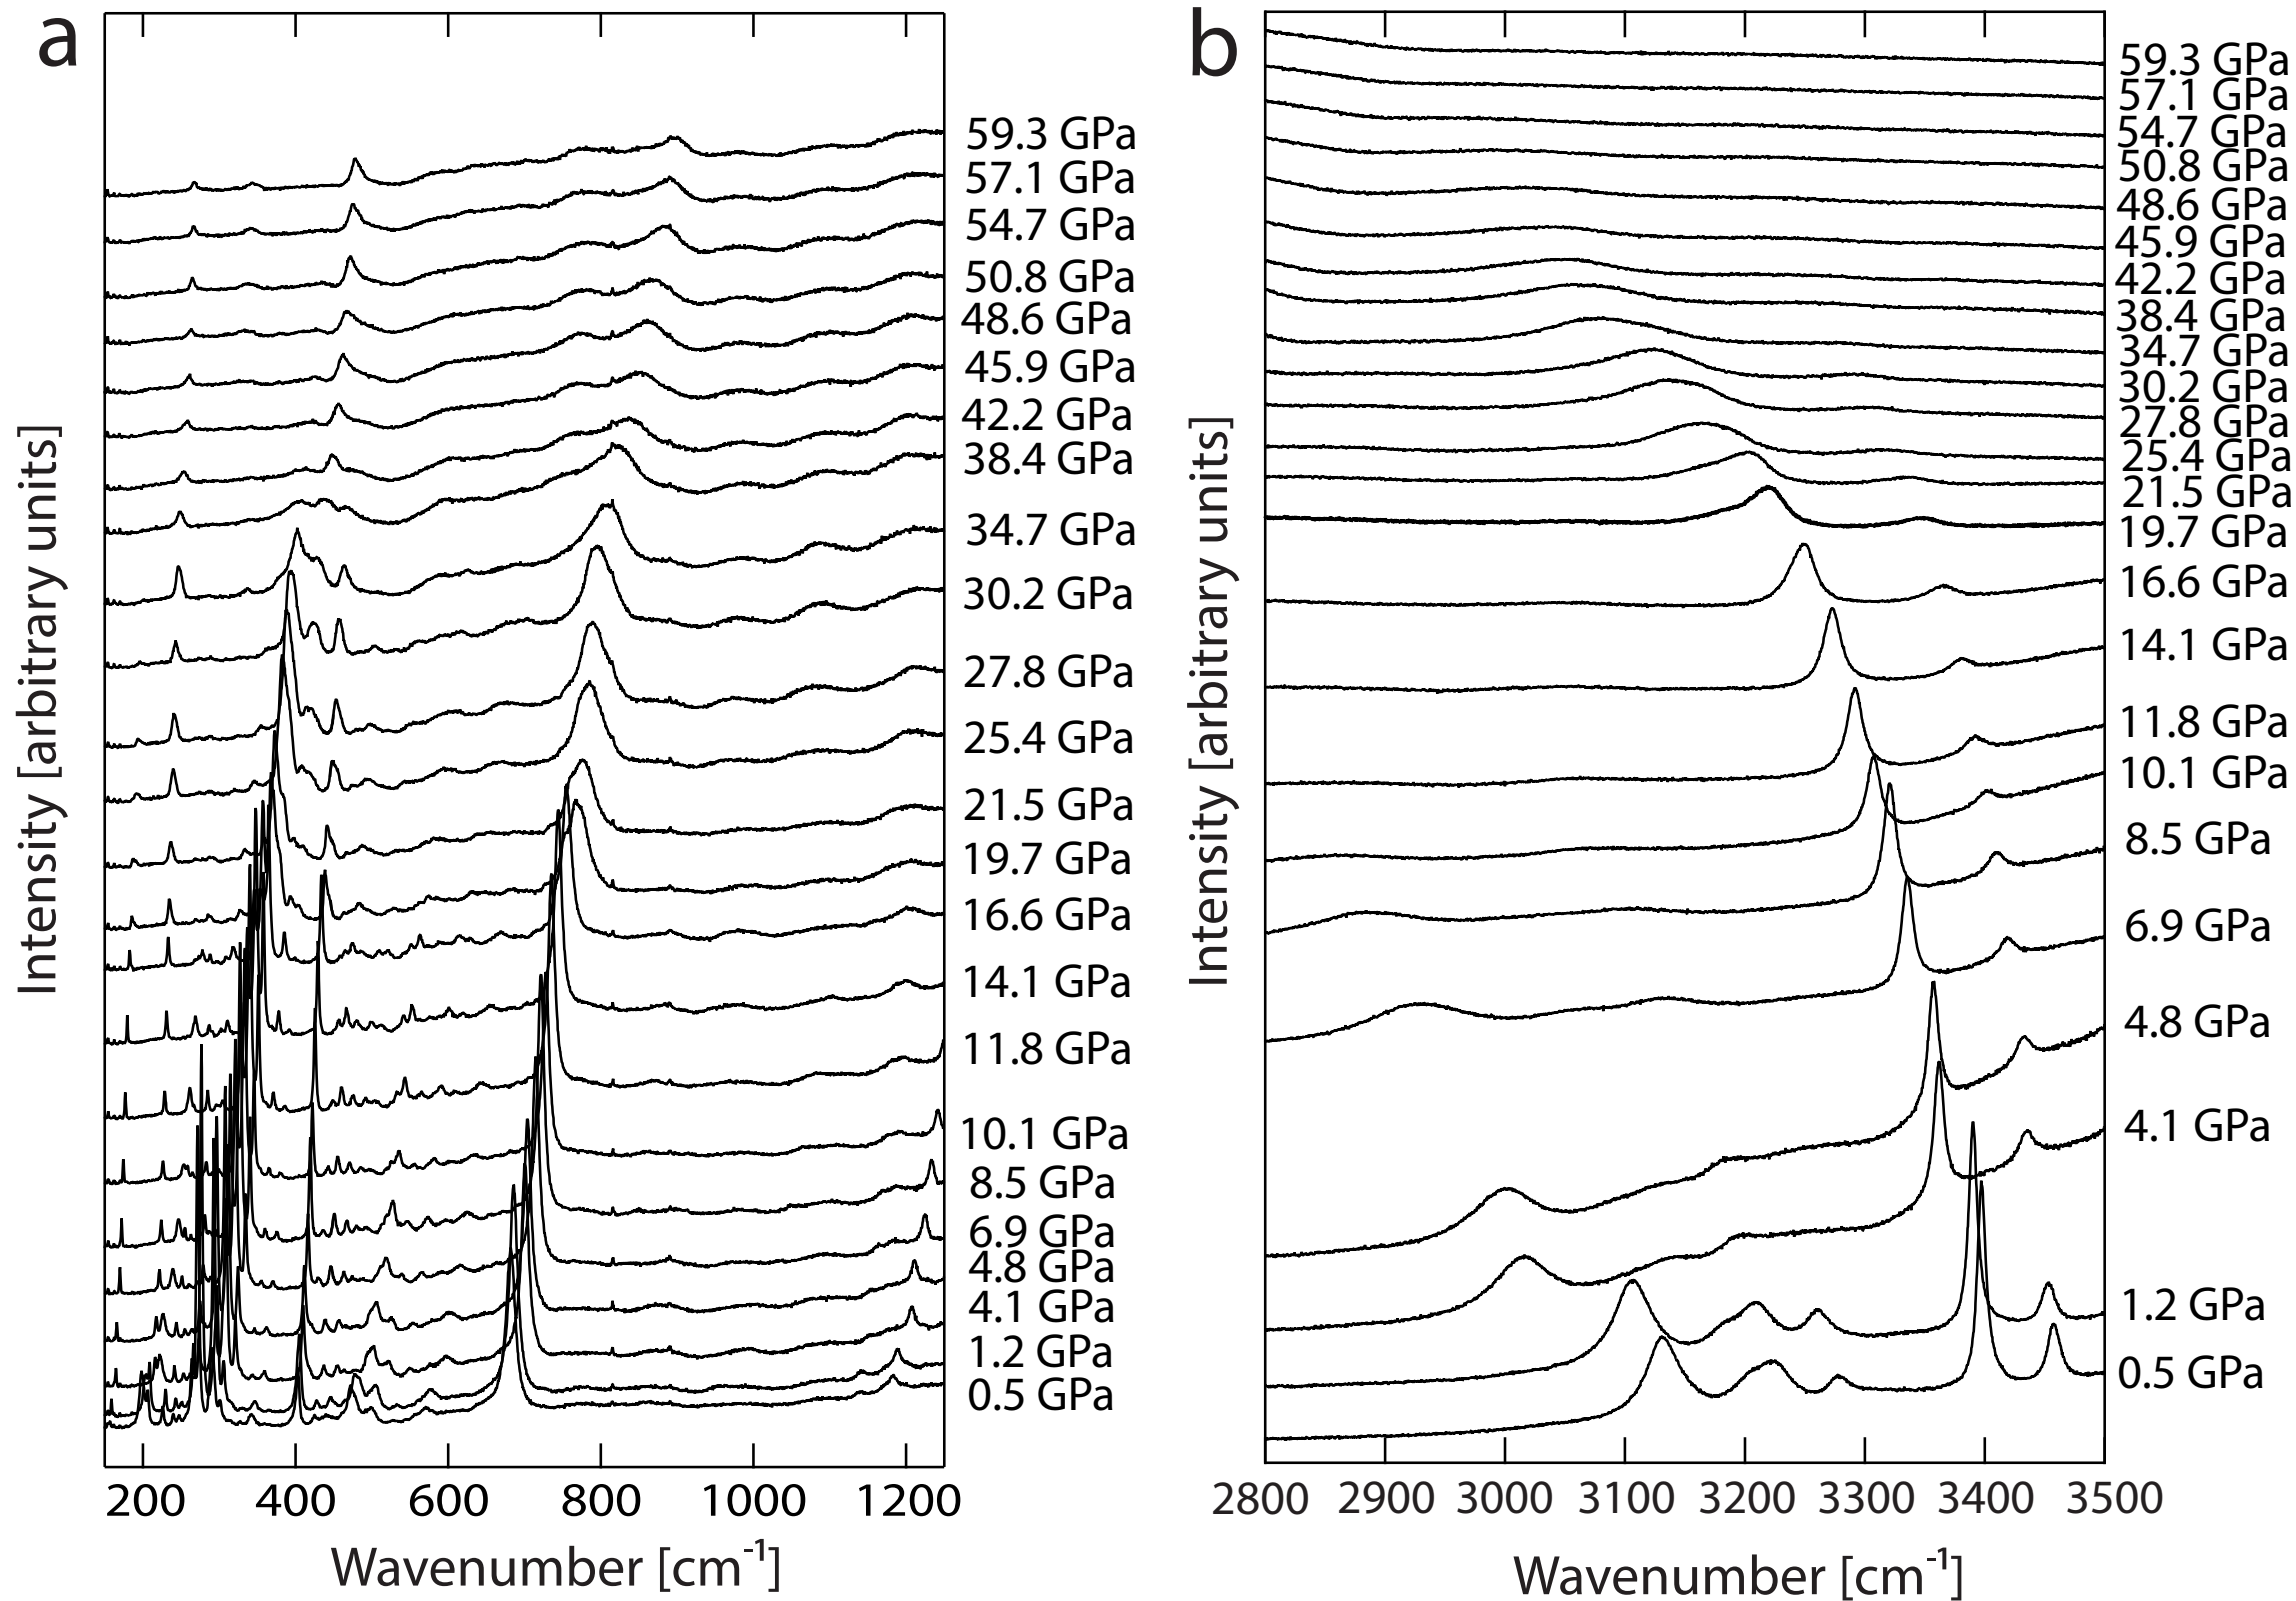 a
59.3 GPa
57.1 GPa
54.7 GPa
50.8 GPa
48.6 GPa
45.9 GPa
42.2 GPa
38.4 GPa
34.7 GPa
30.2 GPa
27.8 GPa
25.4 GPa
21.5 GPa
19.7 GPa
16.6 GPa
14.1 GPa
11.8 GPa
10.1 GPa
8.5 GPa
6.9 GPa
4.8 GPa
4.1 GPa
1.2 GPa
0.5 GPa
Intensity [arbitrary units]
200 400 600 800 1000 1200
Wavenumber [cm⁻¹]
b
59.3 GPa
57.1 GPa
54.7 GPa
50.8 GPa
48.6 GPa
45.9 GPa
42.2 GPa
38.4 GPa
34.7 GPa
30.2 GPa
27.8 GPa
25.4 GPa
21.5 GPa
19.7 GPa
16.6 GPa
14.1 GPa
11.8 GPa
10.1 GPa
8.5 GPa
6.9 GPa
4.8 GPa
4.1 GPa
1.2 GPa
0.5 GPa
Intensity [arbitrary units]
2800 2900 3000 3100 3200 3300 3400 3500
Wavenumber [cm⁻¹]